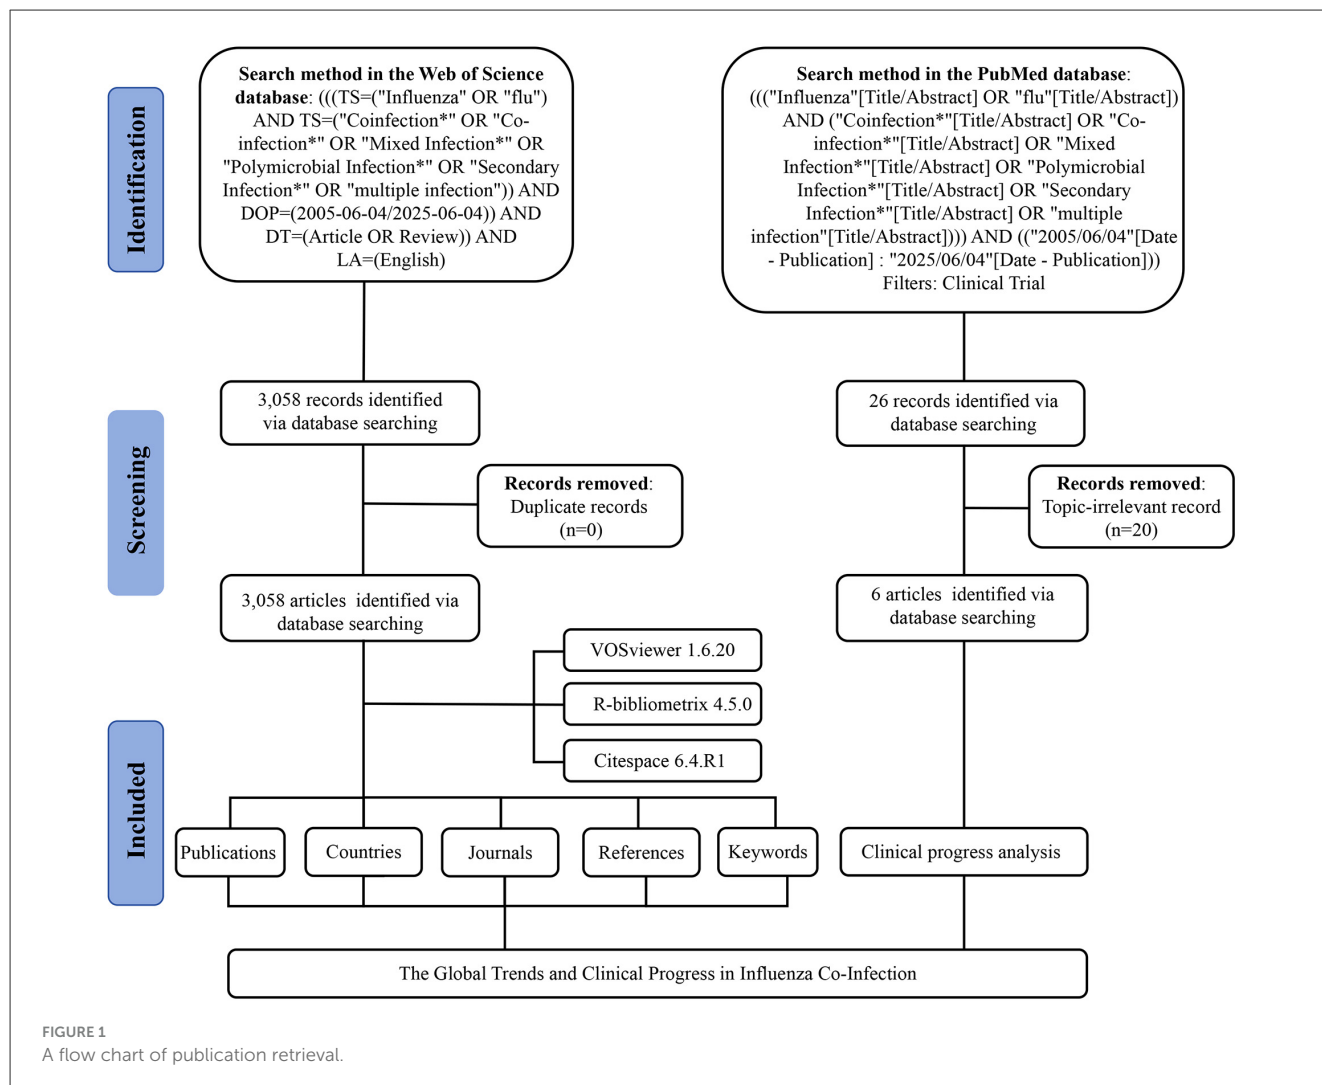 Identification
Search method in the Web of Science
database: (((TS=("Influenza" OR "flu")
AND TS=("Coinfection*" OR "Co-
infection*" OR "Mixed Infection*" OR
"Polymicrobial Infection*" OR "Secondary
Infection*" OR "multiple infection")) AND
DOP=(2005-06-04/2025-06-04)) AND
DT=(Article OR Review)) AND
LA=(English)
Search method in the PubMed database:
((("Influenza"[Title/Abstract] OR "flu"[Title/Abstract])
AND ("Coinfection*"[Title/Abstract] OR "Co-
infection*"[Title/Abstract] OR "Mixed
Infection*"[Title/Abstract] OR "Polymicrobial
Infection*"[Title/Abstract] OR "Secondary
Infection*"[Title/Abstract] OR "multiple
infection"[Title/Abstract]))) AND (("2005/06/04"[Date
- Publication] : "2025/06/04"[Date - Publication]))
Filters: Clinical Trial
Screening
3,058 records identified
via database searching
26 records identified via
database searching
Records removed:
Duplicate records
(n=0)
Records removed:
Topic-irrelevant record
(n=20)
3,058 articles identified via
database searching
6 articles identified via
database searching
VOSviewer 1.6.20
R-bibliometrix 4.5.0
Citespace 6.4.R1
Included
Publications
Countries
Journals
References
Keywords
Clinical progress analysis
The Global Trends and Clinical Progress in Influenza Co-Infection
FIGURE 1
A flow chart of publication retrieval.